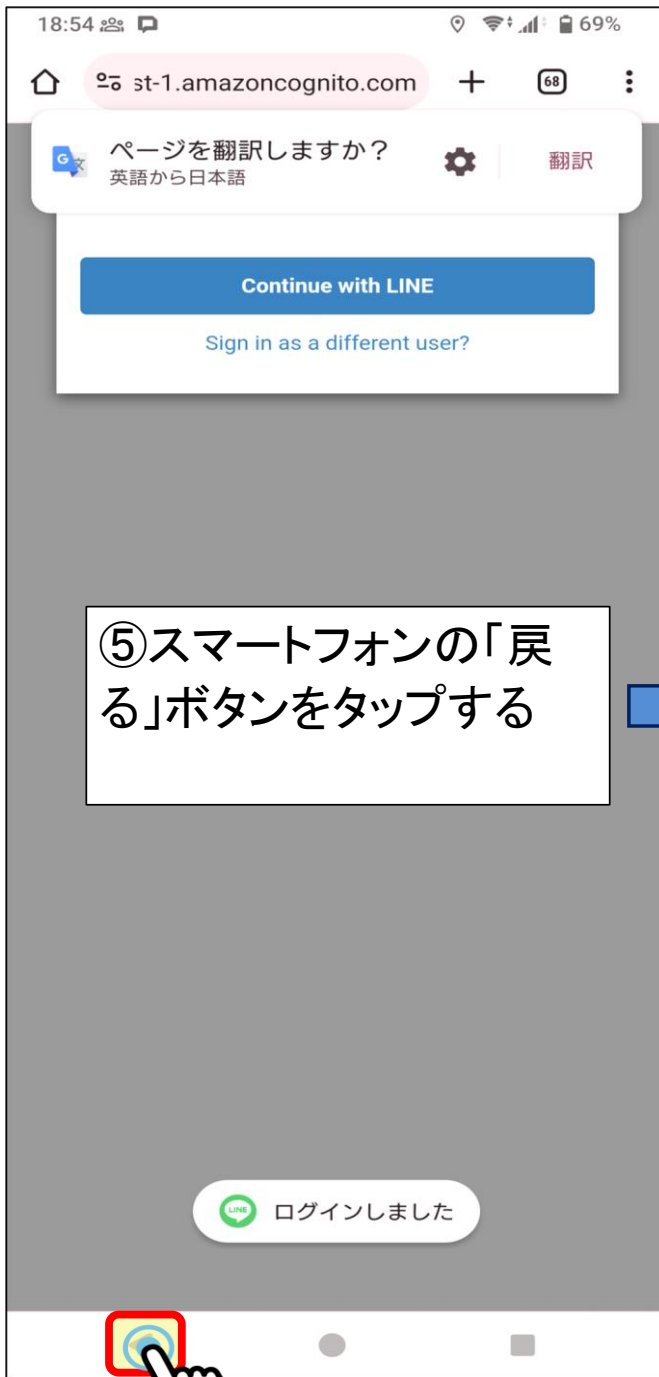 18:54 69%
st-1.amazoncognito.com 68
ページを翻訳しますか？
英語から日本語
翻訳
Continue with LINE
Sign in as a different user?
⑤スマートフォンの「戻
る」ボタンをタップする
LINE ログインしました